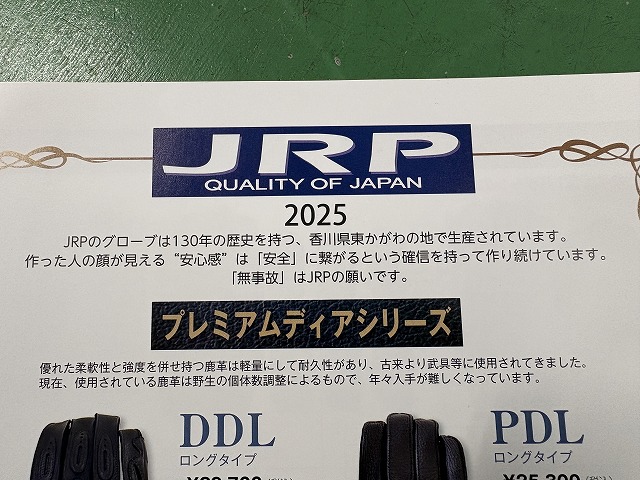 JRP
QUALITY OF JAPAN
2025
JRPのグローブは130年の歴史を持つ、香川県東かがわの地で生産されています。
作った人の顔が見える“安心感”は「安全」に繋がるという確信を持って作り続けています。
「無事故」はJRPの願いです。
プレミアムディアシリーズ
優れた柔軟性と強度を併せ持つ鹿革は軽量にして耐久性があり、古来より武具等に使用されてきました。
現在、使用されている鹿革は野生の個体数調整によるもので、年々入手が難しくなっています。
DDL
ロングタイプ
PDL
ロングタイプ
¥25,300